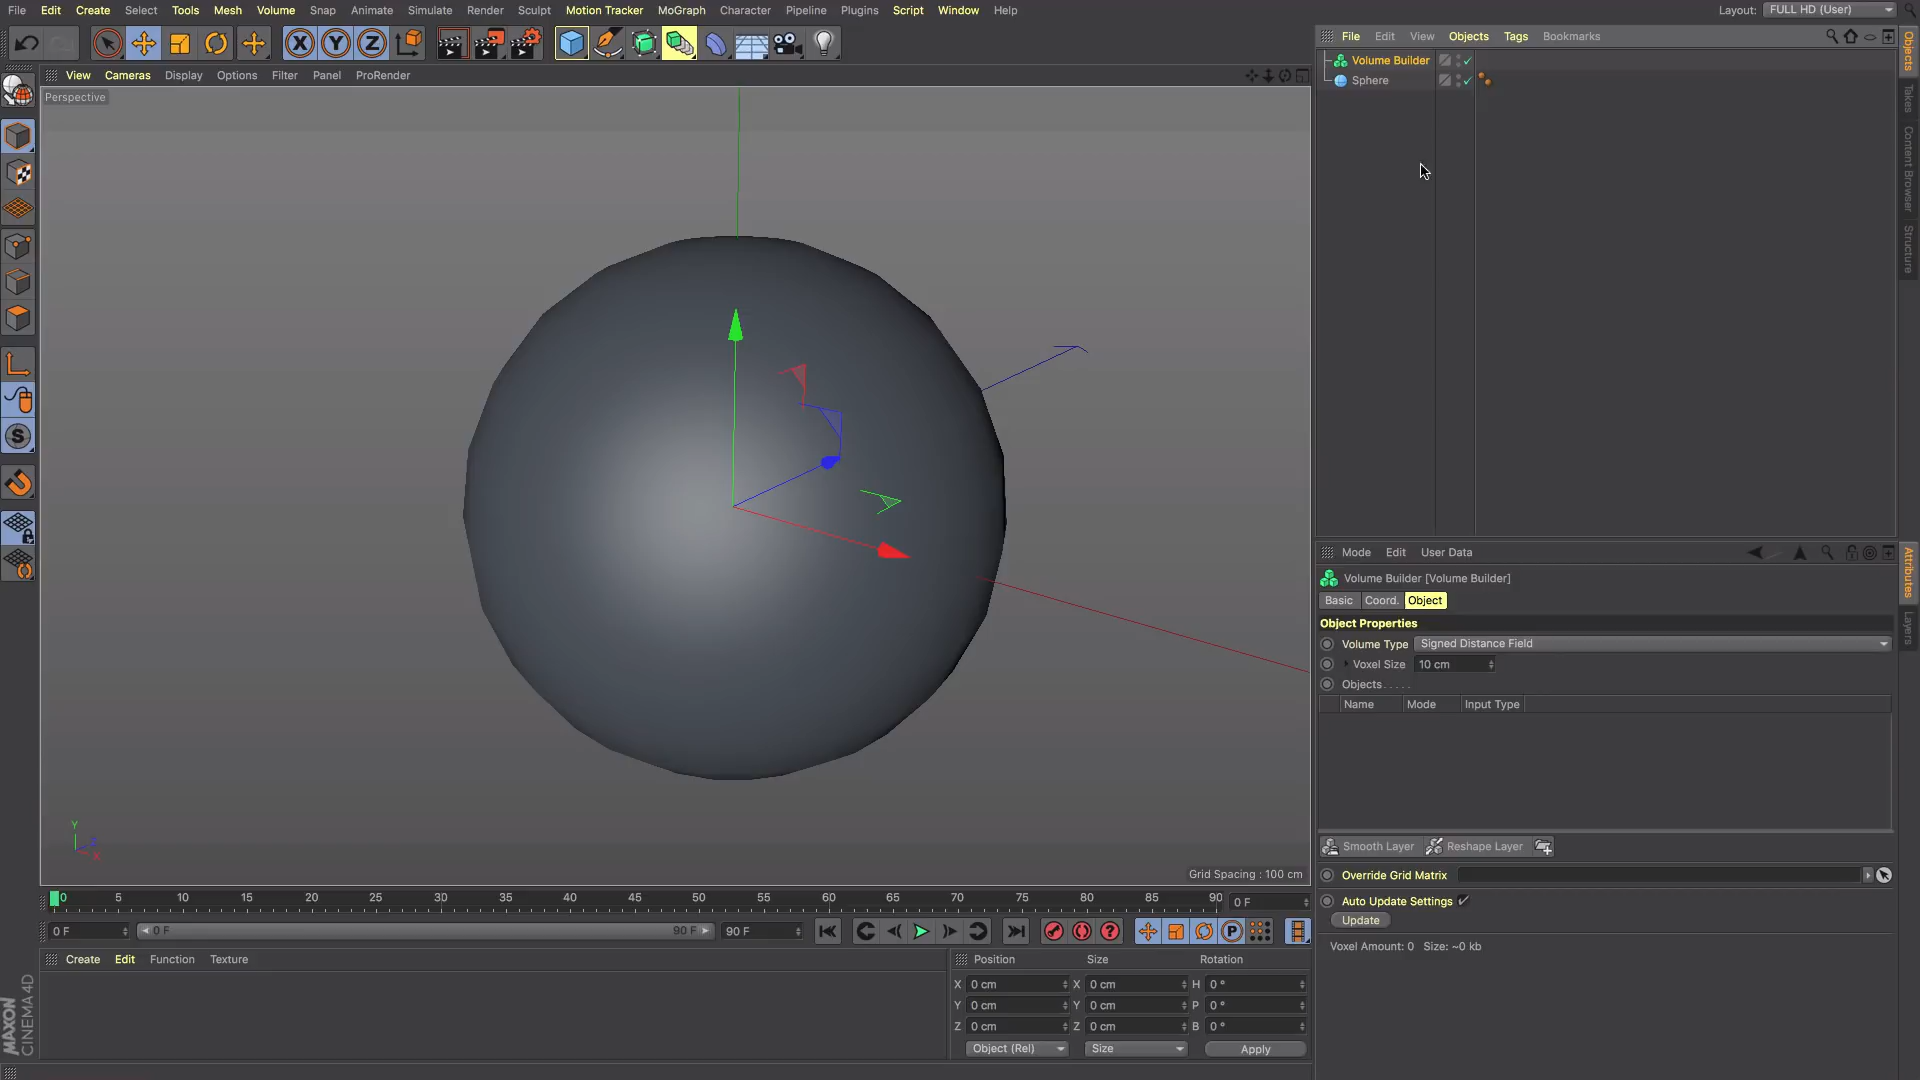 File Edit Create Select Tools Mesh Volume Snap Animate Simulate Render Sculpt Motion Tracker MoGraph Character Pipeline Plugins Script Window Help Layout: FULL HD (User)
X Y Z
File Edit View Objects Tags Bookmarks
View Cameras Display Options Filter Panel ProRender
Perspective
Volume Builder
Sphere
Objects
Takes
Content Browser
Structure
S
Mode Edit User Data
Attributes
Layers
Volume Builder [Volume Builder]
Basic Coord. Object
Object Properties
Volume Type Signed Distance Field
Voxel Size 10 cm
Objects . . . . .
Name Mode Input Type
Smooth Layer Reshape Layer
Override Grid Matrix
Auto Update Settings
Update
Voxel Amount: 0 Size: ~0 kb
Y
Z
X
Grid Spacing : 100 cm
0 5 10 15 20 25 30 35 40 45 50 55 60 65 70 75 80 85 90 0 F
0 F 0 F 90 F 90 F ? P
Create Edit Function Texture
Position Size Rotation
X 0 cm X 0 cm H 0 °
Y 0 cm Y 0 cm P 0 °
Z 0 cm Z 0 cm B 0 °
Object (Rel) Size Apply
MAXON
CINEMA 4D